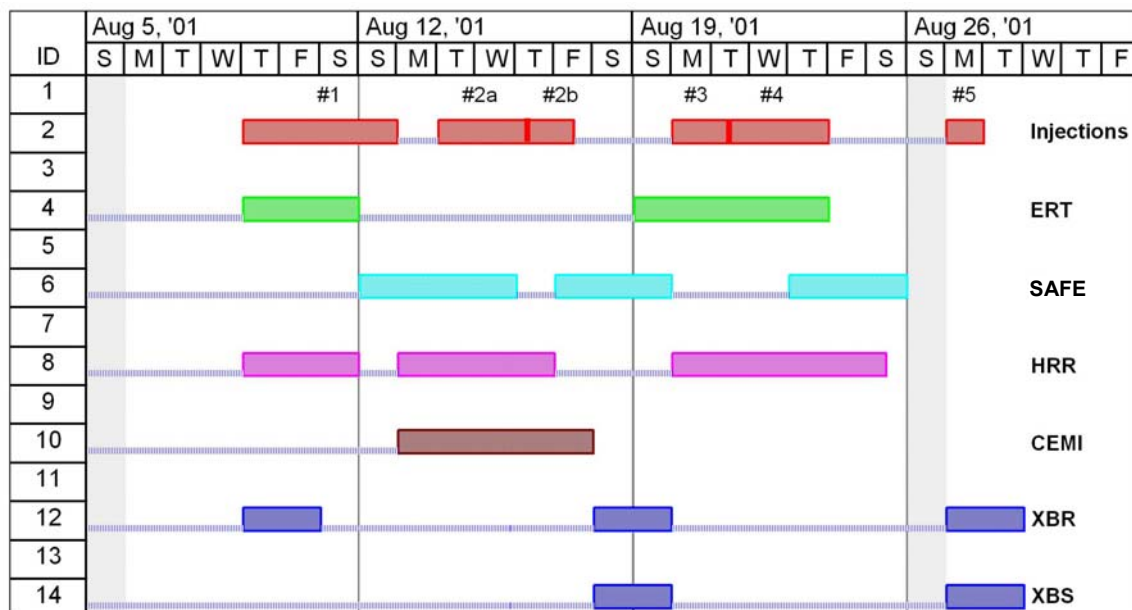 Aug 5, '01 Aug 12, '01 Aug 19, '01 Aug 26, '01
ID S M T W T F S S M T W T F S S M T W T F S S M T W T F
1 #1 #2a #2b #3 #4 #5
2 Injections
3
4 ERT
5
6 SAFE
7
8 HRR
9
10 CEMI
11
12 XBR
13
14 XBS